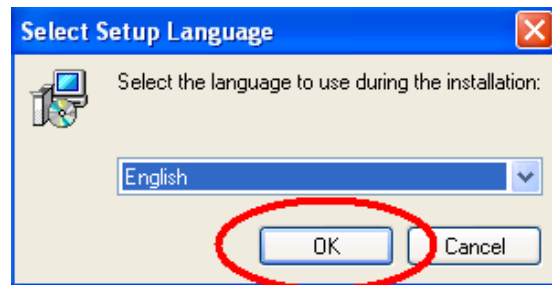 Select Setup Language
Select the language to use during the installation:
English
OK
Cancel